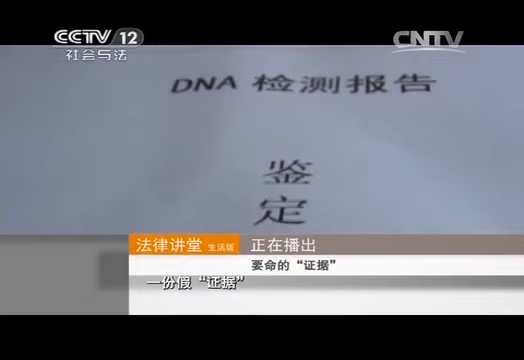 CCTV 12
社会与法
CNTV
DNA 检测报告
鉴
定
法律讲堂 生活版 正在播出
要命的“证据”
一份假“证据”